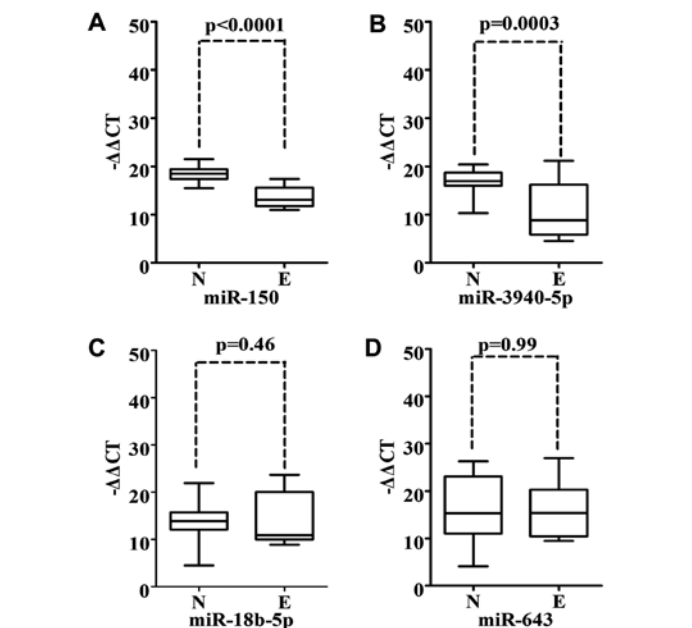 A
p<0.0001
50
40
30
20
10
0
-ΔΔCT
N E
miR-150
B
p=0.0003
50
40
30
20
10
0
-ΔΔCT
N E
miR-3940-5p
C
p=0.46
50
40
30
20
10
0
-ΔΔCT
N E
miR-18b-5p
D
p=0.99
50
40
30
20
10
0
-ΔΔCT
N E
miR-643